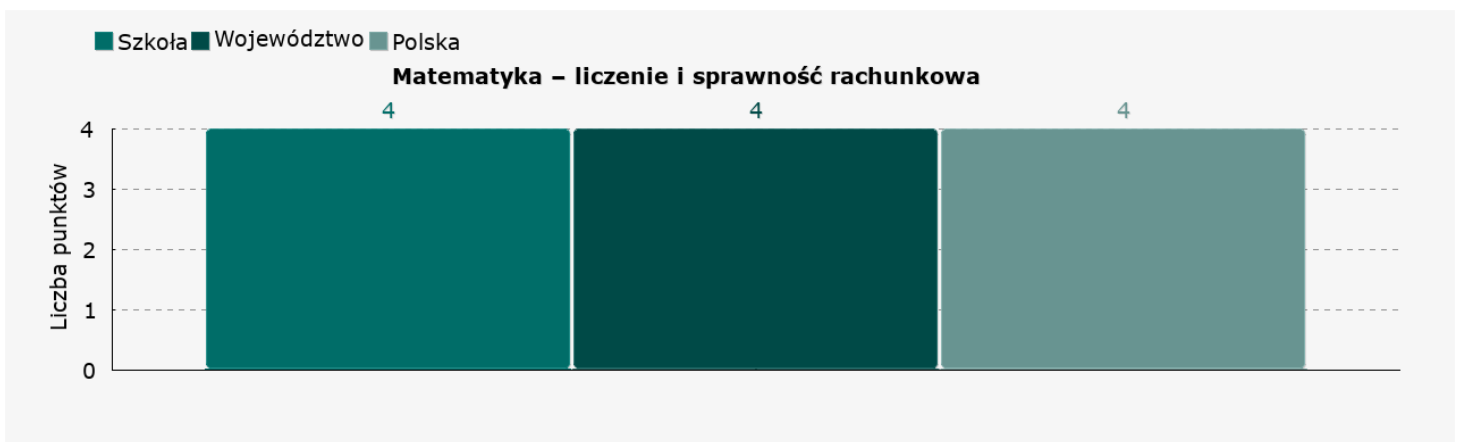 Szkoła Województwo Polska
Matematyka – liczenie i sprawność rachunkowa
4 4 4
Liczba punktów
4
3
2
1
0